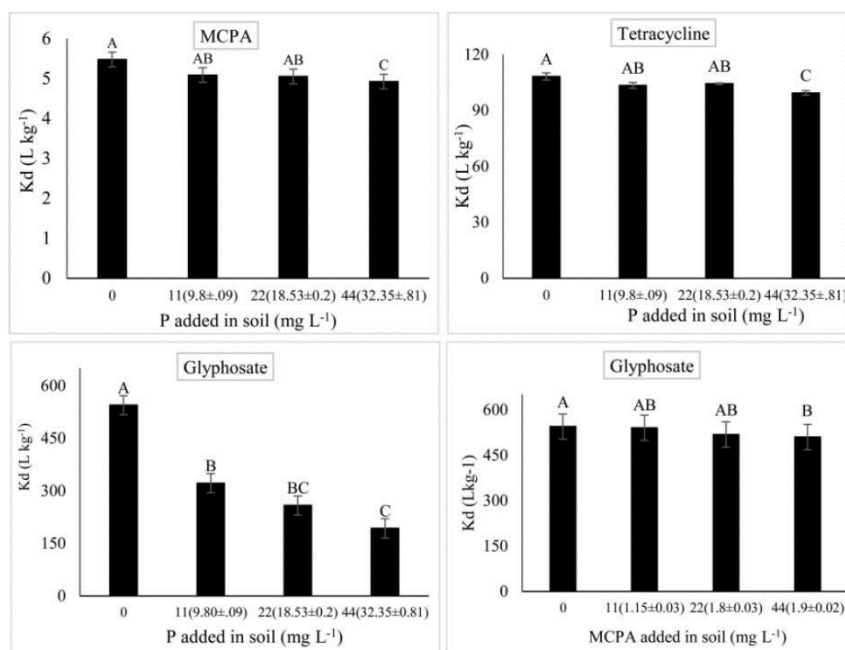 MCPA
A
AB
AB
C
6
5
4
3
2
1
0
Kd (L kg⁻¹)
0 11(9.8±.09) 22(18.53±0.2) 44(32.35±.81)
P added in soil (mg L⁻¹)
Tetracycline
A
AB
AB
C
120
90
60
30
0
Kd (L kg⁻¹)
0 11(9.8±.09) 22(18.53±0.2) 44(32.35±.81)
P added in soil (mg L⁻¹)
Glyphosate
A
B
BC
C
600
450
300
150
0
Kd (L kg⁻¹)
0 11(9.80±.09) 22(18.53±0.2) 44(32.35±0.81)
P added in soil (mg L⁻¹)
Glyphosate
A
AB
AB
B
600
450
300
150
0
Kd (Lkg-1)
0 11(1.15±0.03) 22(1.8±0.03) 44(1.9±0.02)
MCPA added in soil (mg L⁻¹)